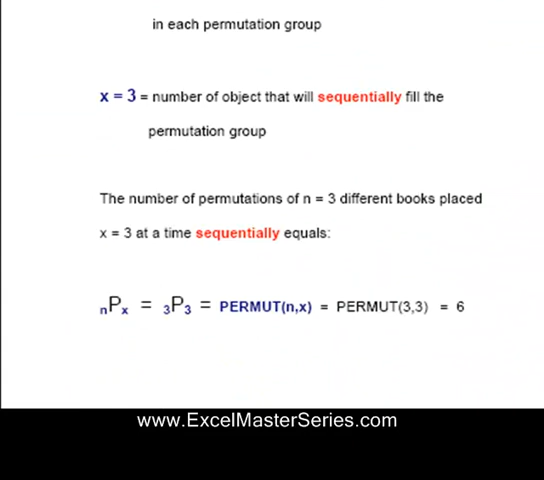 in each permutation group
x = 3 = number of object that will sequentially fill the
permutation group
The number of permutations of n = 3 different books placed
x = 3 at a time sequentially equals:
nPx = 3P3 = PERMUT(n,x) = PERMUT(3,3) = 6
www.ExcelMasterSeries.com